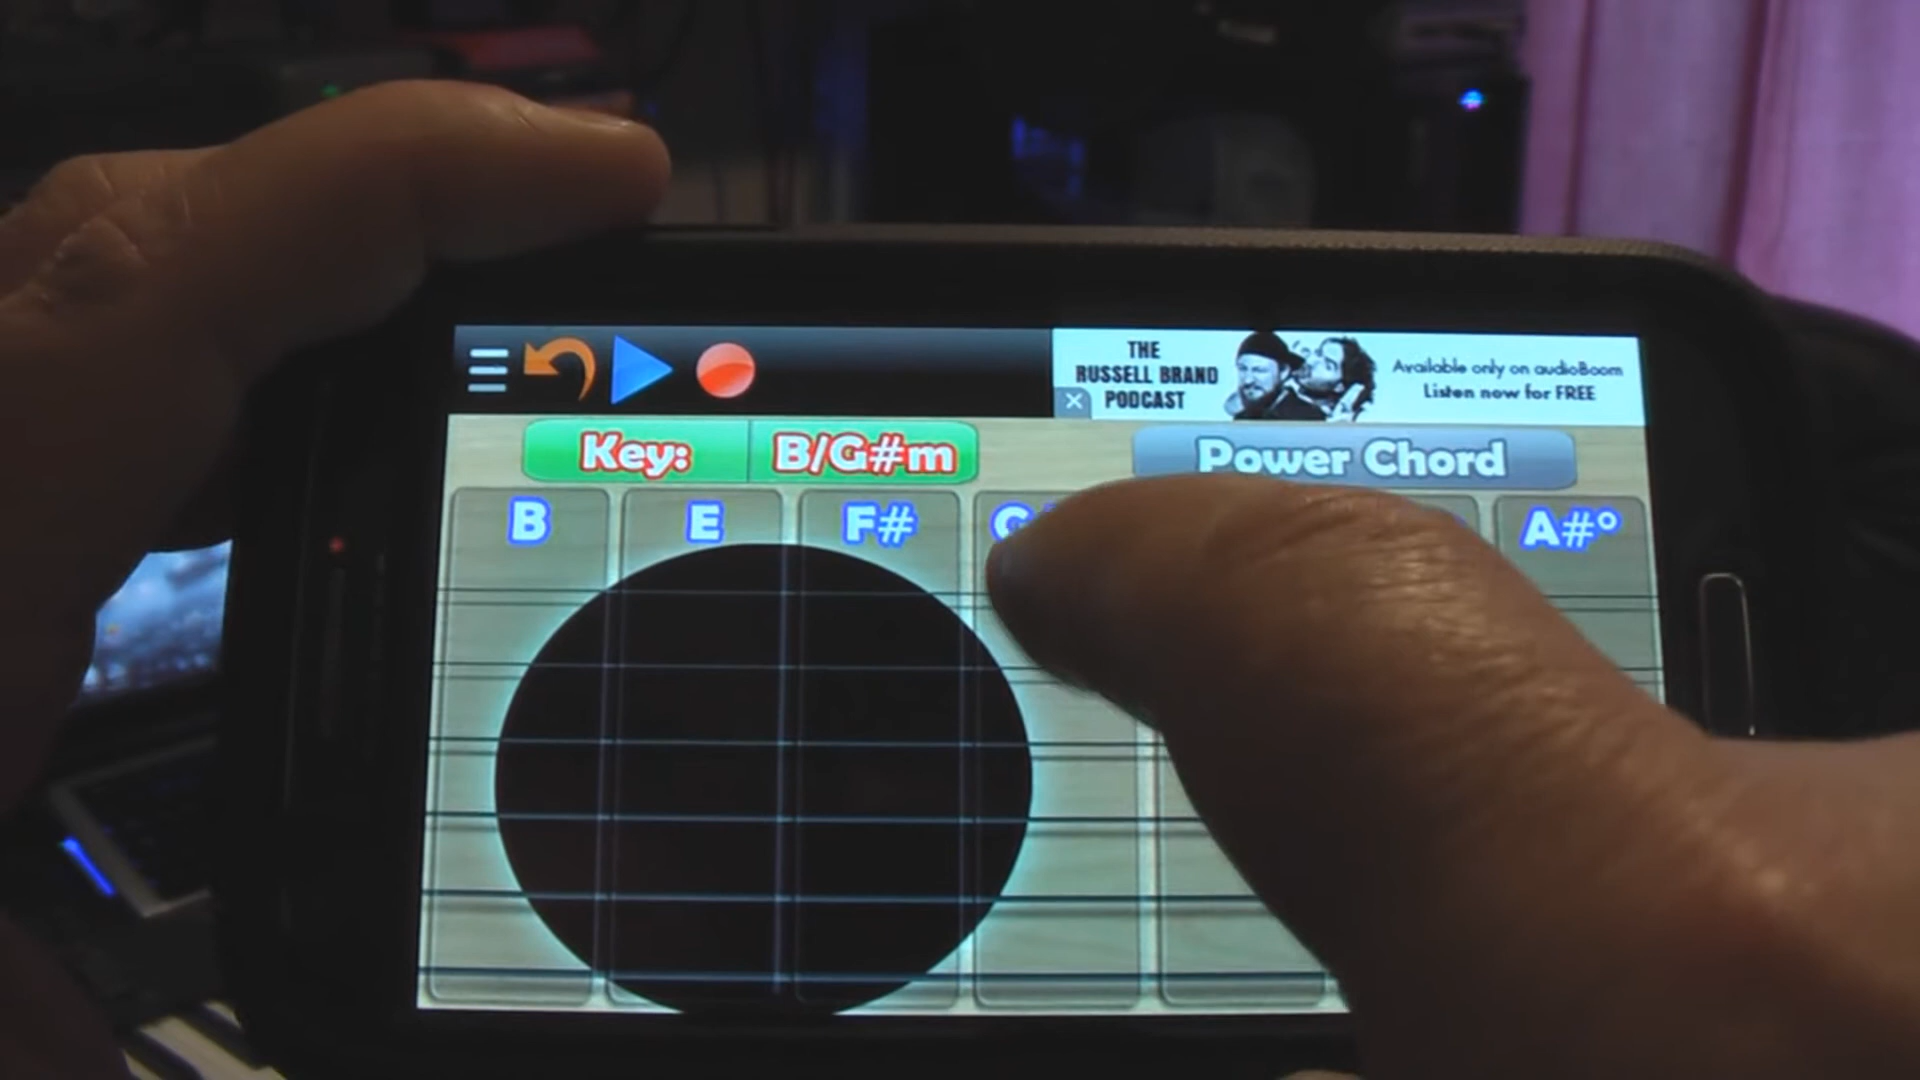 THE
RUSSELL BRAND
PODCAST
Available only on audioBoom
Listen now for FREE
Key: B/G#m
Power Chord
B E F# A#°